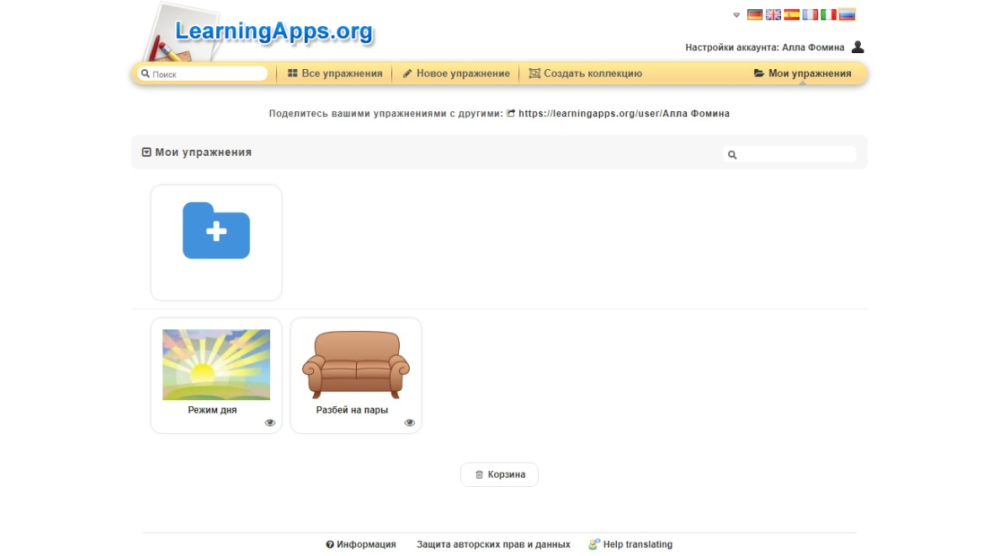 LearningApps.org
Настройки аккаунта: Алла Фомина
Поиск
Все упражнения
Новое упражнение
Создать коллекцию
Мои упражнения
Поделитесь вашими упражнениями с другими: https://learningapps.org/user/Алла Фомина
Мои упражнения
Режим дня
Разбей на пары
Корзина
Информация
Защита авторских прав и данных
Help translating